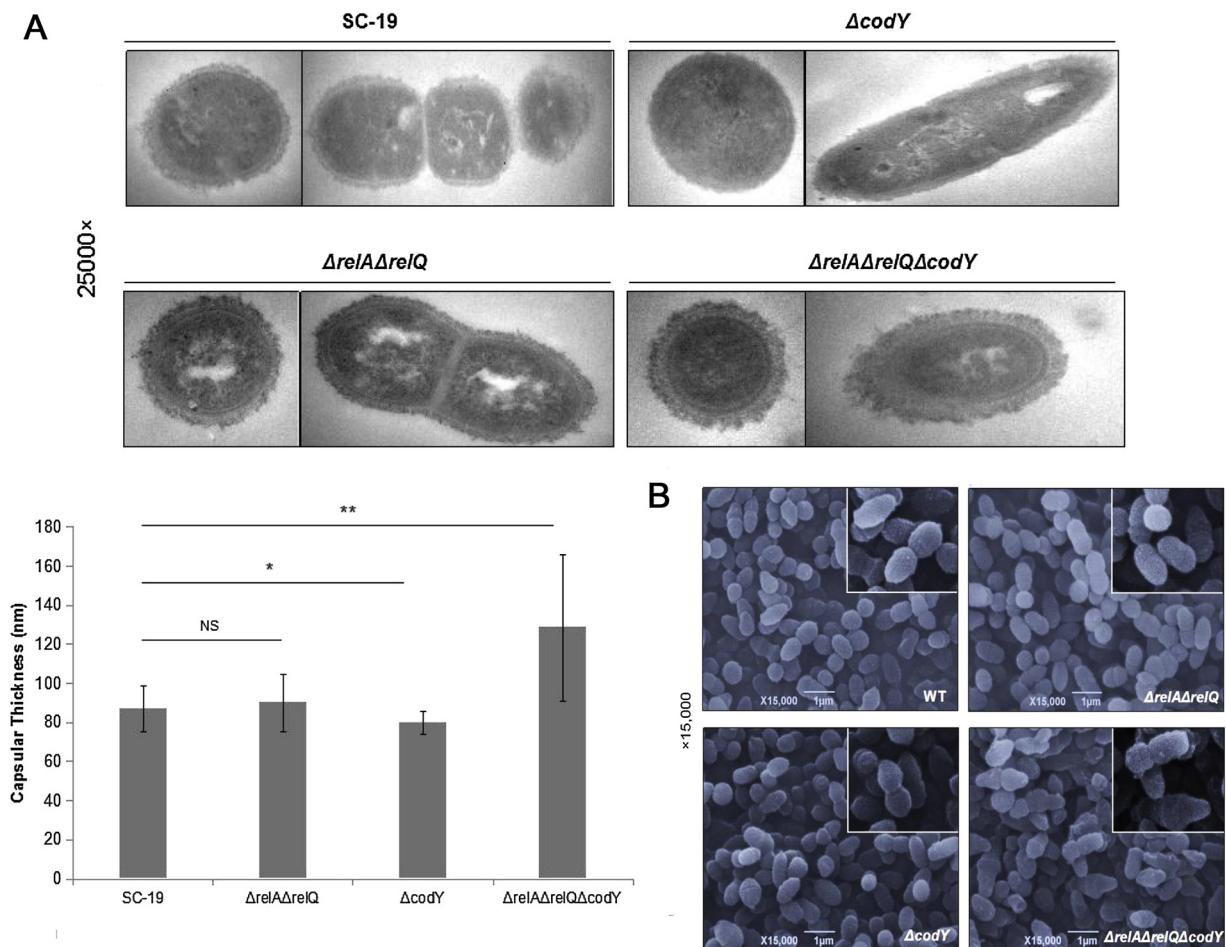 A
SC-19
ΔcodY
25000×
ΔrelAΔrelQ
ΔrelAΔrelQΔcodY
180
160
140
120
100
80
60
40
20
0
Capsular Thickness (nm)
**
*
NS
SC-19
ΔrelAΔrelQ
ΔcodY
ΔrelAΔrelQΔcodY
B
×15,000
X15,000 1μm WT
X15,000 1μm ΔrelAΔrelQ
X15,000 1μm ΔcodY
X15,000 1μm ΔrelAΔrelQΔcodY